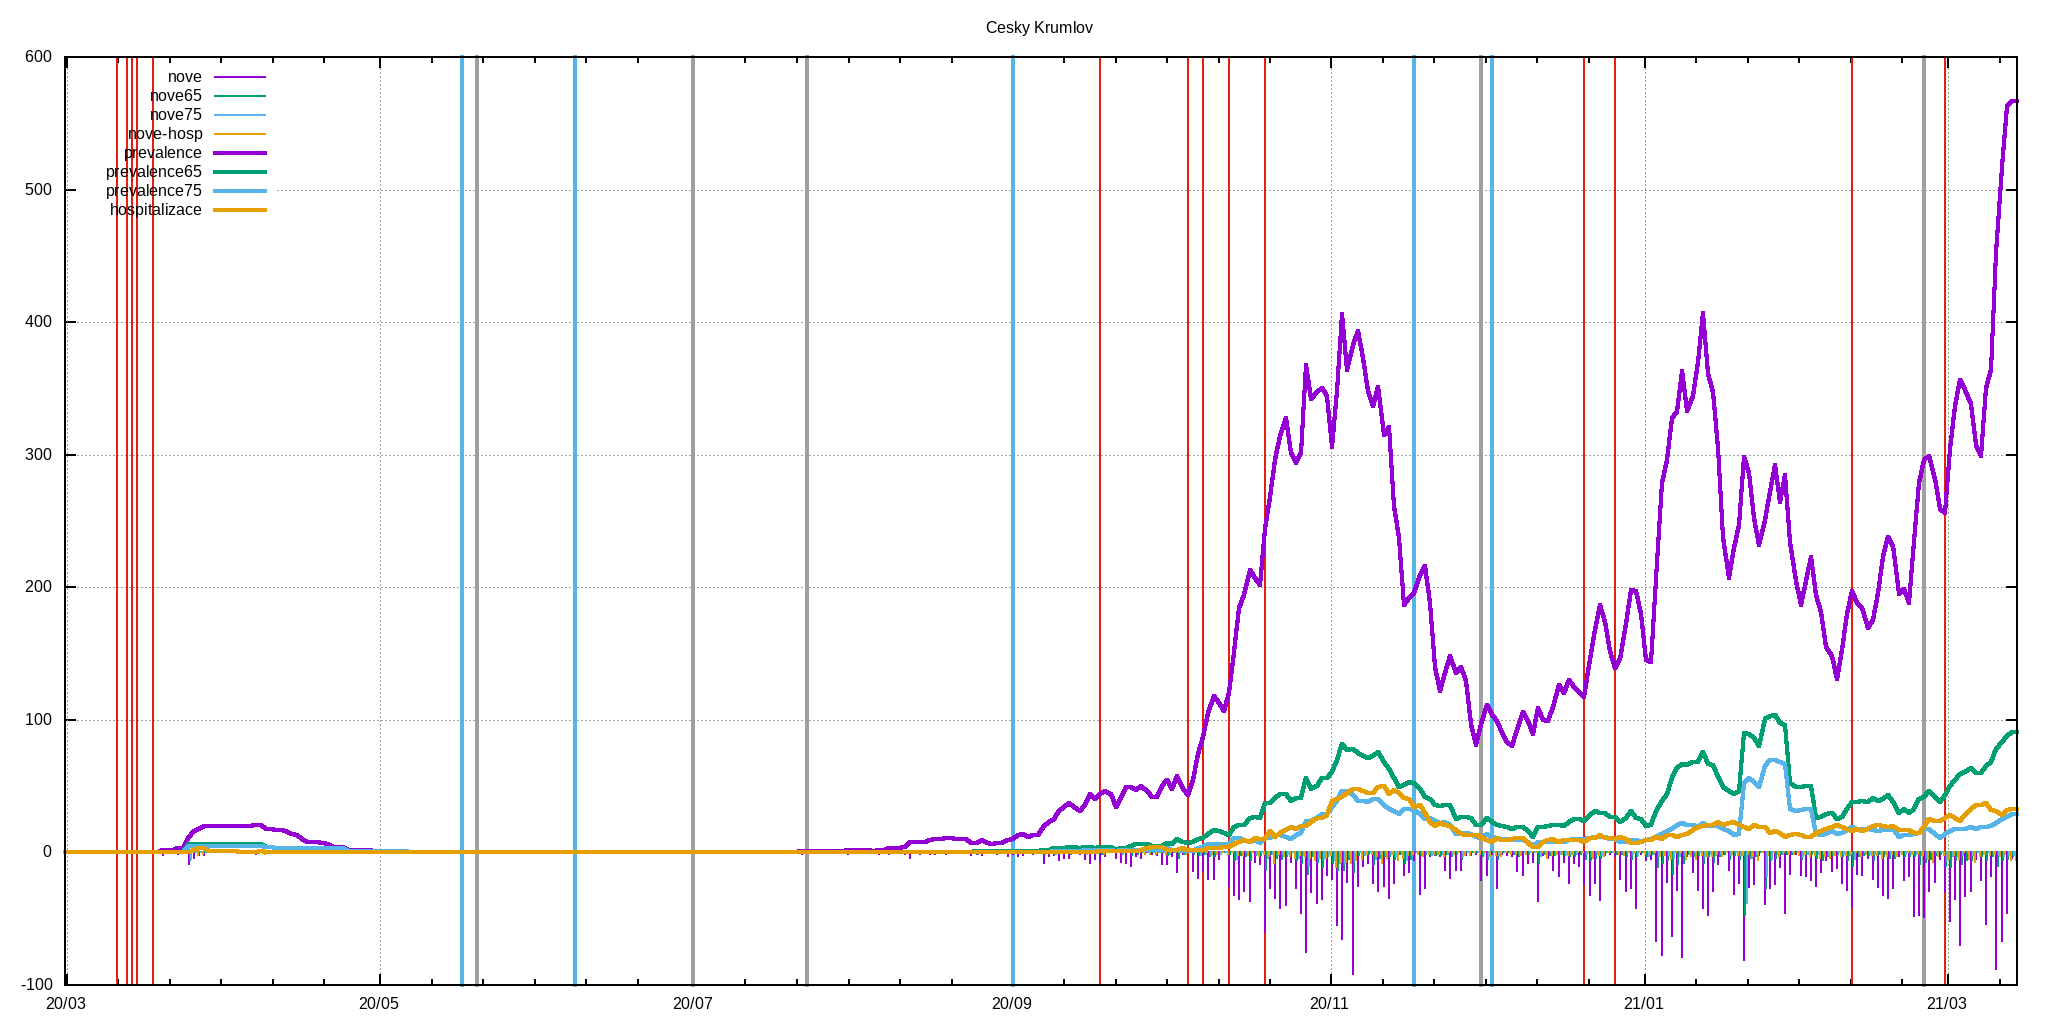 Cesky Krumlov
600
500
400
300
200
100
0
-100
nove
nove65
nove75
nove-hosp
prevalence
prevalence65
prevalence75
hospitalizace
20/03
20/05
20/07
20/09
20/11
21/01
21/03